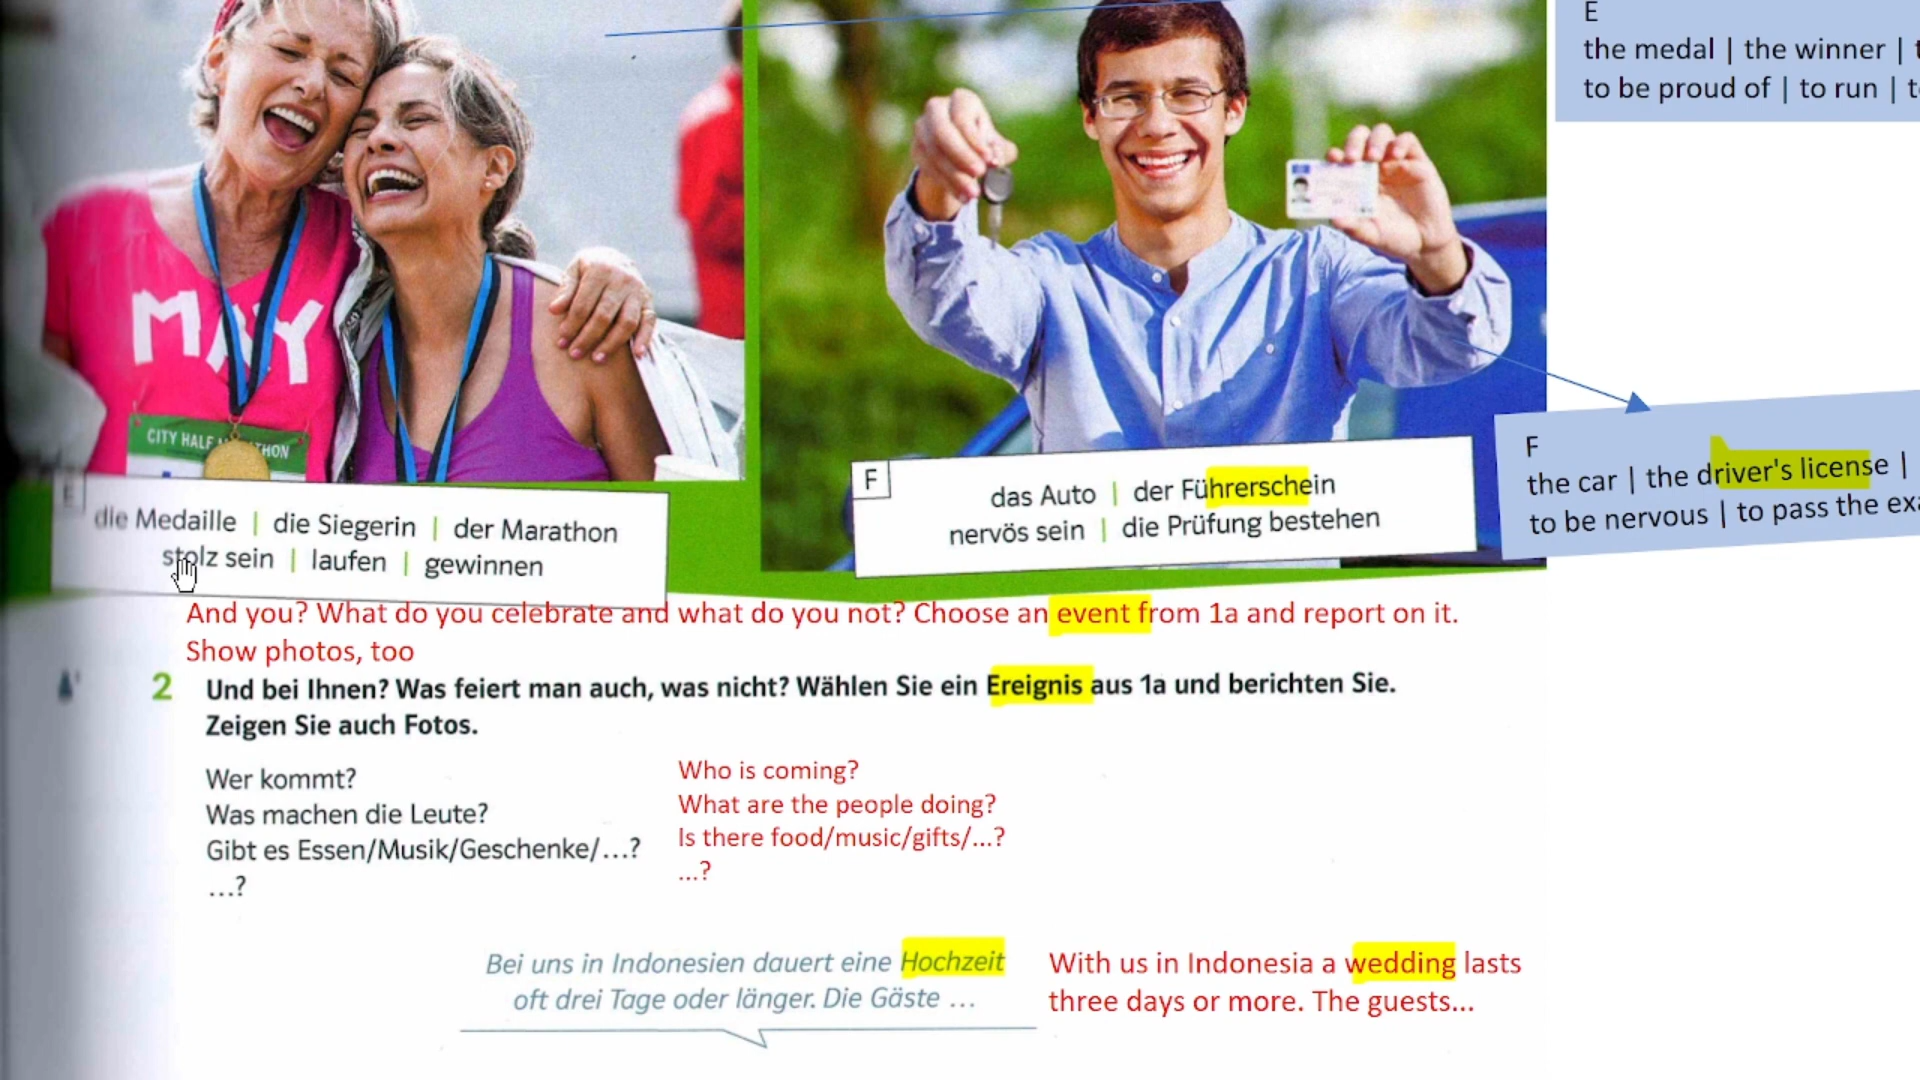 E
the medal | the winner |
to be proud of | to run |
MAY
CITY HALF
E
die Medaille | die Siegerin | der Marathon
stolz sein | laufen | gewinnen
F
das Auto | der Führerschein
nervös sein | die Prüfung bestehen
F
the car | the driver's license |
to be nervous | to pass the
And you? What do you celebrate and what do you not? Choose an event from 1a and report on it.
Show photos, too
2 Und bei Ihnen? Was feiert man auch, was nicht? Wählen Sie ein Ereignis aus 1a und berichten Sie.
Zeigen Sie auch Fotos.
Wer kommt?
Was machen die Leute?
Gibt es Essen/Musik/Geschenke/…?
…?
Who is coming?
What are the people doing?
Is there food/music/gifts/...?
...?
Bei uns in Indonesien dauert eine Hochzeit
oft drei Tage oder länger. Die Gäste …
With us in Indonesia a wedding lasts
three days or more. The guests...